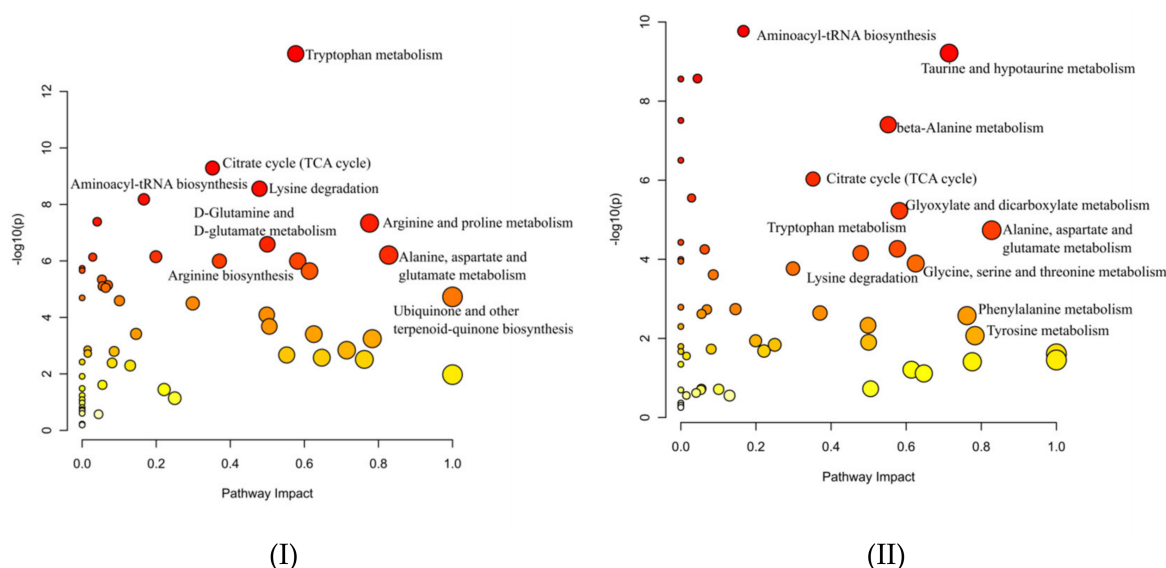 Tryptophan metabolism
12
Citrate cycle (TCA cycle)
Aminoacyl-tRNA biosynthesis
Lysine degradation
D-Glutamine and
D-glutamate metabolism
Arginine and proline metabolism
Arginine biosynthesis
Alanine, aspartate and
glutamate metabolism
Ubiquinone and other
terpenoid-quinone biosynthesis
10
8
6
4
2
0
-log10(p)
0.0 0.2 0.4 0.6 0.8 1.0
Pathway Impact
(I)
Aminoacyl-tRNA biosynthesis
Taurine and hypotaurine metabolism
beta-Alanine metabolism
Citrate cycle (TCA cycle)
Glyoxylate and dicarboxylate metabolism
Tryptophan metabolism
Alanine, aspartate and
glutamate metabolism
Lysine degradation
Glycine, serine and threonine metabolism
Phenylalanine metabolism
Tyrosine metabolism
10
8
6
4
2
0
-log10(p)
0.0 0.2 0.4 0.6 0.8 1.0
Pathway Impact
(II)